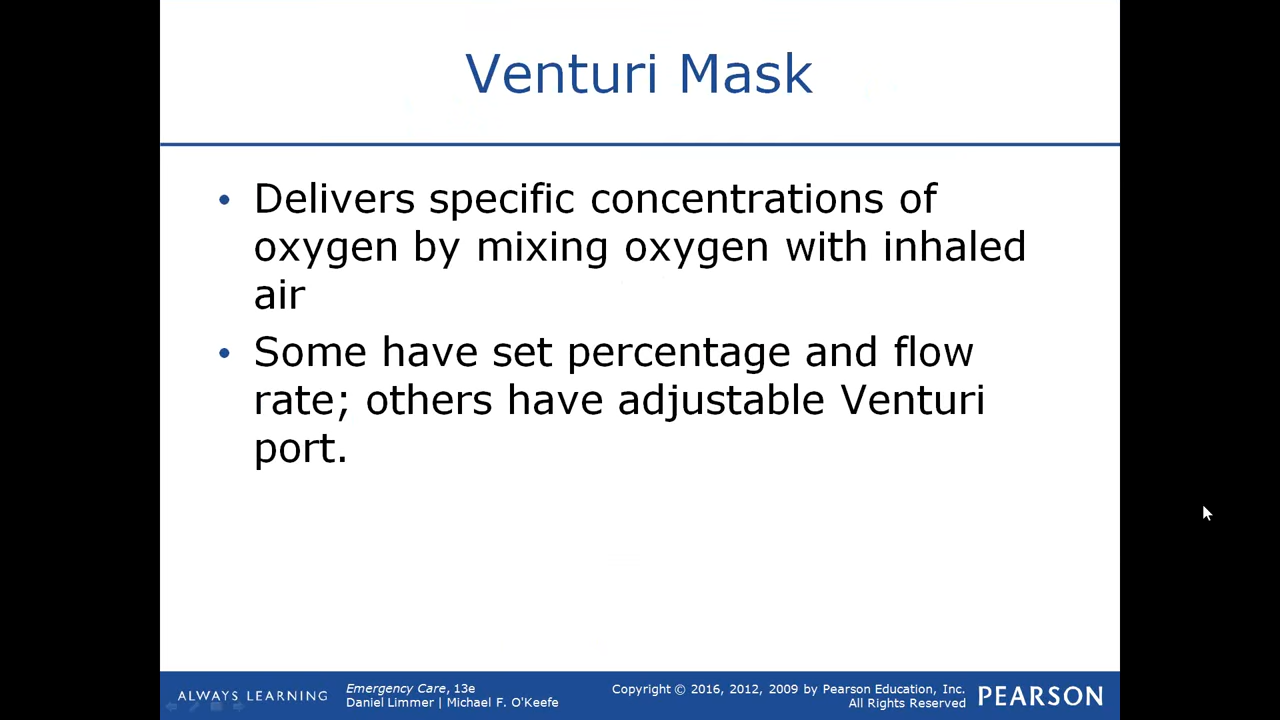 Venturi Mask
• Delivers specific concentrations of
oxygen by mixing oxygen with inhaled
air
• Some have set percentage and flow
rate; others have adjustable Venturi
port.
ALWAYS LEARNING
Emergency Care, 13e
Daniel Limmer | Michael F. O'Keefe
Copyright © 2016, 2012, 2009 by Pearson Education, Inc.
All Rights Reserved
PEARSON